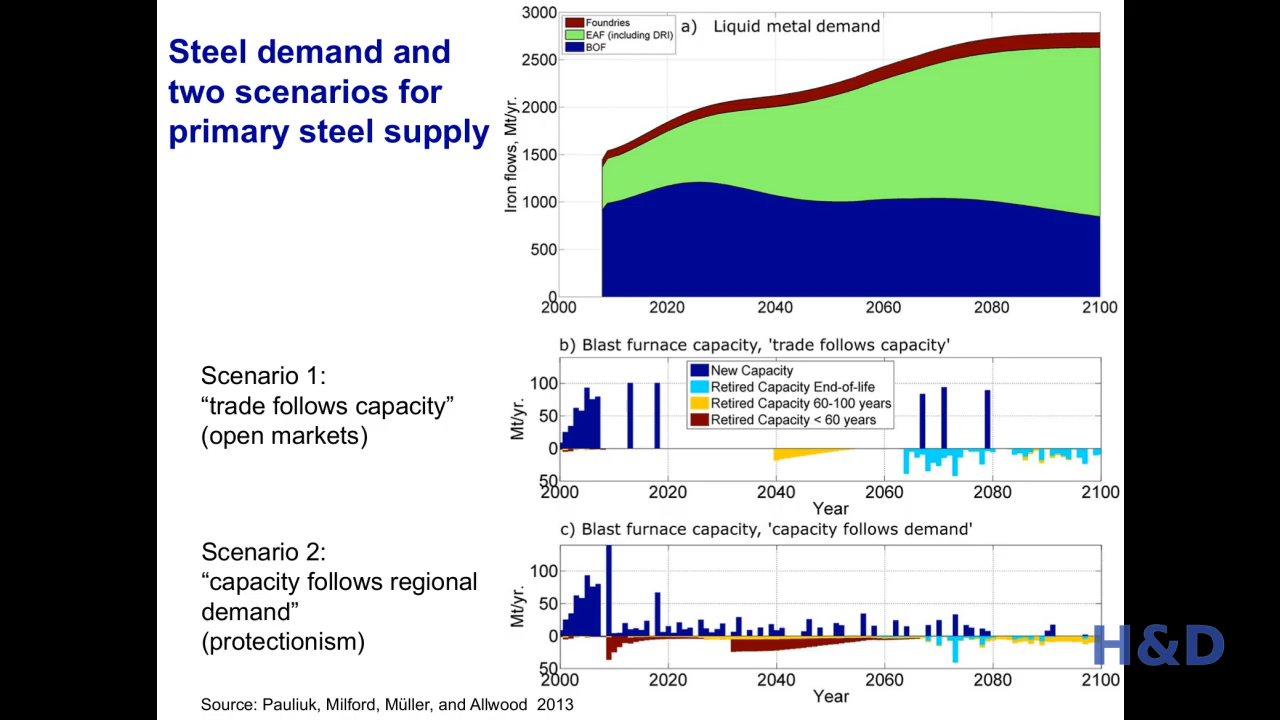 Steel demand and
two scenarios for
primary steel supply
a) Liquid metal demand
Foundries
EAF (including DRI)
BOF
Iron flows, Mt/yr.
3000
2500
2000
1500
1000
500
0
2000 2020 2040 2060 2080 2100
Scenario 1:
“trade follows capacity”
(open markets)
b) Blast furnace capacity, 'trade follows capacity'
New Capacity
Retired Capacity End-of-life
Retired Capacity 60-100 years
Retired Capacity < 60 years
Mt/yr.
100
50
0
50
2000 2020 2040 2060 2080 2100
Year
Scenario 2:
“capacity follows regional
demand”
(protectionism)
c) Blast furnace capacity, 'capacity follows demand'
Mt/yr.
100
50
0
50
2000 2020 2040 2060 2080 2100
Year
H&D
Source: Pauliuk, Milford, Müller, and Allwood 2013